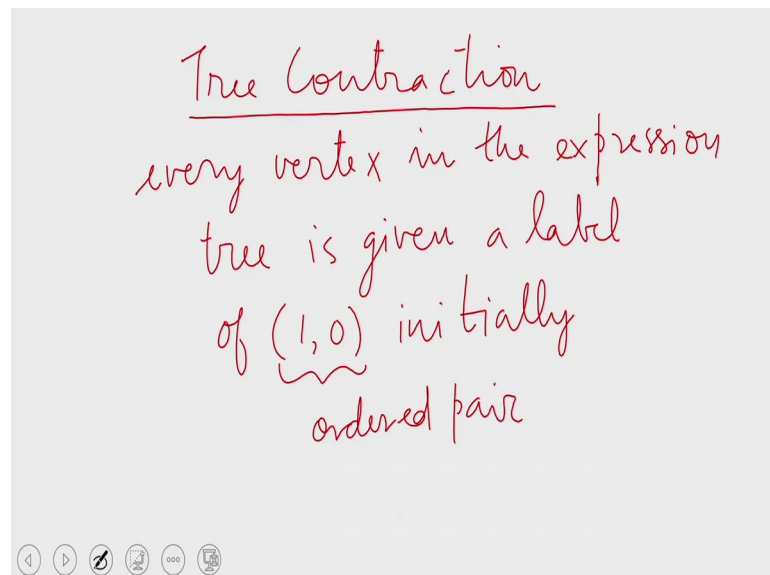 Tree Contraction
every vertex in the expression
tree is given a label
of (1,0) initially
ordered pair